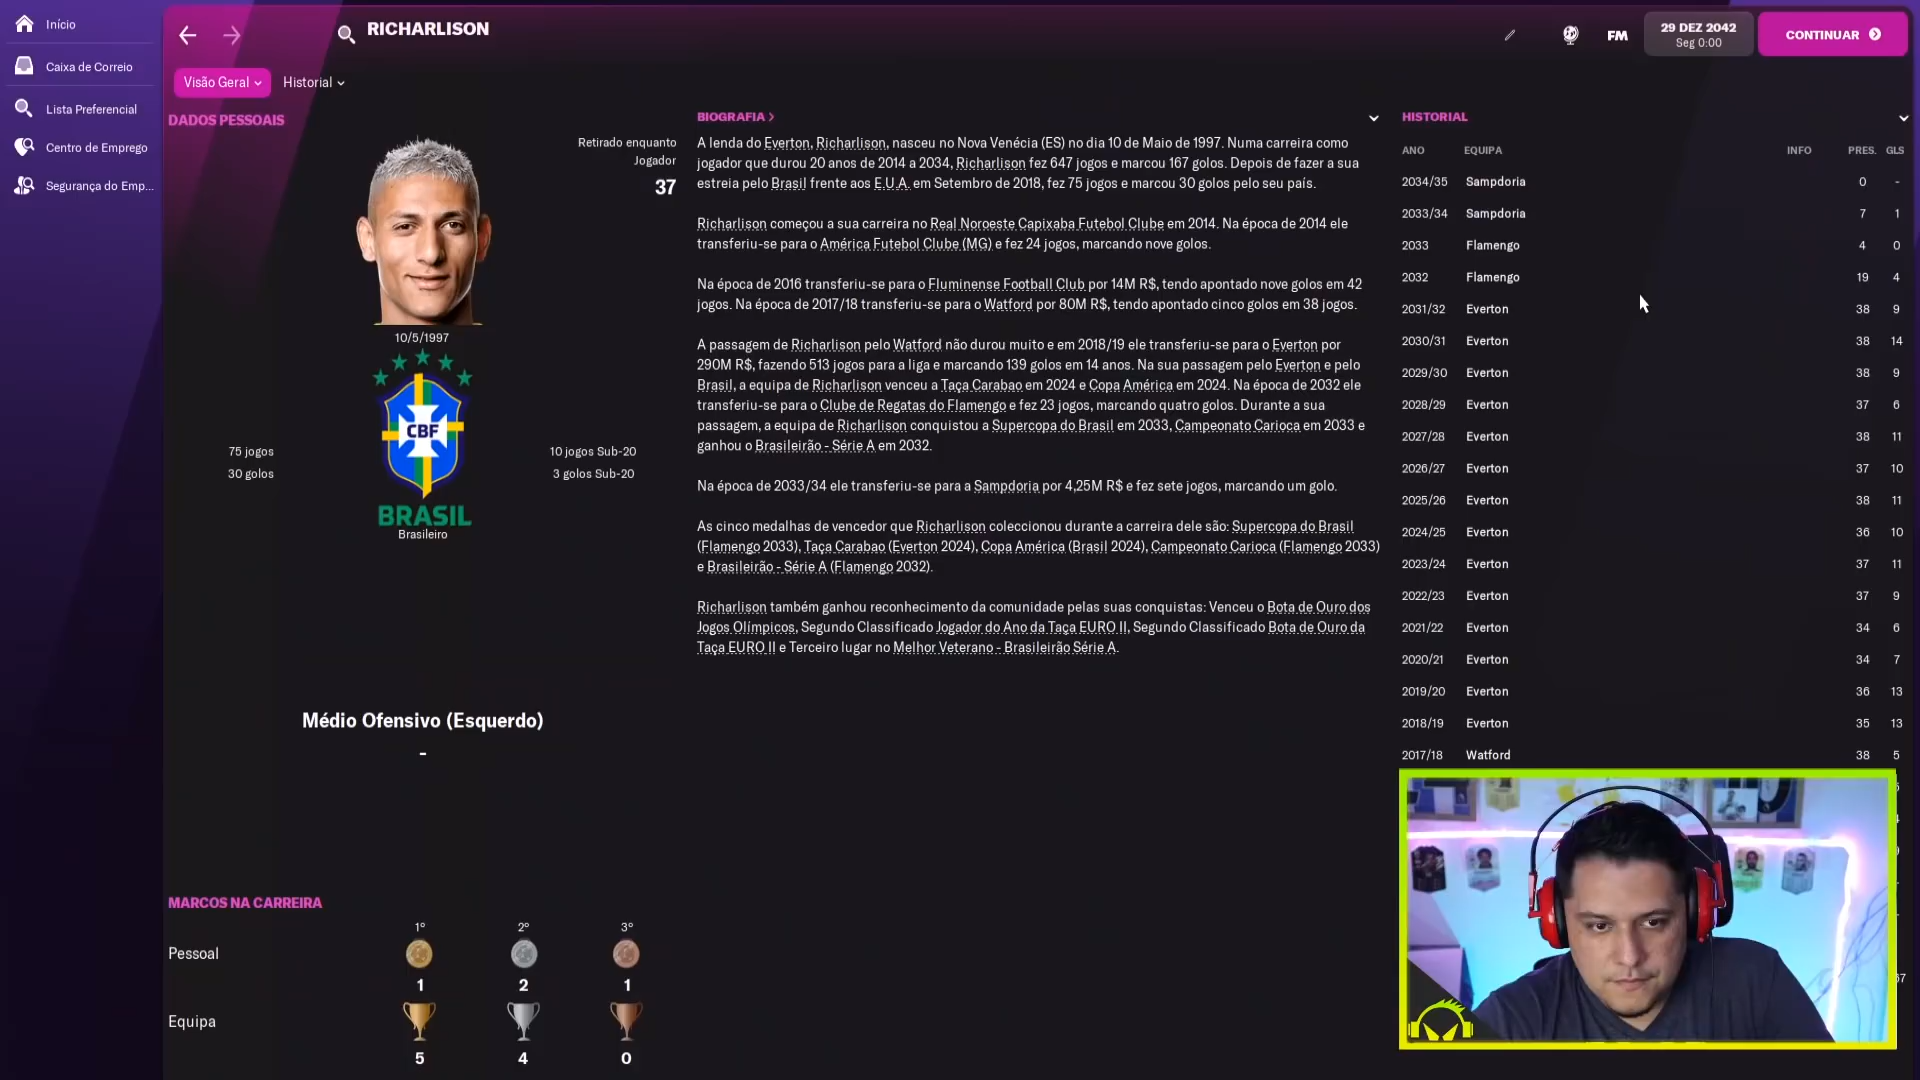 Início
Caixa de Correio
Lista Preferencial
Centro de Emprego
Segurança do Emp...
RICHARLISON
FM
29 DEZ 2042
Seg 0:00
CONTINUAR
Visão Geral
Historial
DADOS PESSOAIS
Retirado enquanto
Jogador
37
10/5/1997
CBF
BRASIL
Brasileiro
75 jogos
30 golos
10 jogos Sub-20
3 golos Sub-20
Médio Ofensivo (Esquerdo)
-
MARCOS NA CARREIRA
1º 2º 3º
Pessoal
1 2 1
Equipa
5 4 0
BIOGRAFIA >
A lenda do Everton, Richarlison, nasceu no Nova Venécia (ES) no dia 10 de Maio de 1997. Numa carreira como
jogador que durou 20 anos de 2014 a 2034, Richarlison fez 647 jogos e marcou 167 golos. Depois de fazer a sua
estreia pelo Brasil frente aos E.U.A. em Setembro de 2018, fez 75 jogos e marcou 30 golos pelo seu país.
Richarlison começou a sua carreira no Real Noroeste Capixaba Futebol Clube em 2014. Na época de 2014 ele
transferiu-se para o América Futebol Clube (MG) e fez 24 jogos, marcando nove golos.
Na época de 2016 transferiu-se para o Fluminense Football Club por 14M R$, tendo apontado nove golos em 42
jogos. Na época de 2017/18 transferiu-se para o Watford por 80M R$, tendo apontado cinco golos em 38 jogos.
A passagem de Richarlison pelo Watford não durou muito e em 2018/19 ele transferiu-se para o Everton por
290M R$, fazendo 513 jogos para a liga e marcando 139 golos em 14 anos. Na sua passagem pelo Everton e pelo
Brasil, a equipa de Richarlison venceu a Taça Carabao em 2024 e Copa América em 2024. Na época de 2032 ele
transferiu-se para o Clube de Regatas do Flamengo e fez 23 jogos, marcando quatro golos. Durante a sua
passagem, a equipa de Richarlison conquistou a Supercopa do Brasil em 2033, Campeonato Carioca em 2033 e
ganhou o Brasileirão - Série A em 2032.
Na época de 2033/34 ele transferiu-se para a Sampdoria por 4,25M R$ e fez sete jogos, marcando um golo.
As cinco medalhas de vencedor que Richarlison coleccionou durante a carreira dele são: Supercopa do Brasil
(Flamengo 2033), Taça Carabao (Everton 2024), Copa América (Brasil 2024), Campeonato Carioca (Flamengo 2033)
e Brasileirão - Série A (Flamengo 2032).
Richarlison também ganhou reconhecimento da comunidade pelas suas conquistas: Venceu o Bota de Ouro dos
Jogos Olímpicos, Segundo Classificado Jogador do Ano da Taça EURO II, Segundo Classificado Bota de Ouro da
Taça EURO II e Terceiro lugar no Melhor Veterano - Brasileirão Série A.
HISTORIAL
ANO EQUIPA INFO PRES. GLS
2034/35 Sampdoria 0 -
2033/34 Sampdoria 7 1
2033 Flamengo 4 0
2032 Flamengo 19 4
2031/32 Everton 38 9
2030/31 Everton 38 14
2029/30 Everton 38 9
2028/29 Everton 37 6
2027/28 Everton 38 11
2026/27 Everton 37 10
2025/26 Everton 38 11
2024/25 Everton 36 10
2023/24 Everton 37 11
2022/23 Everton 37 9
2021/22 Everton 34 6
2020/21 Everton 34 7
2019/20 Everton 36 13
2018/19 Everton 35 13
2017/18 Watford 38 5